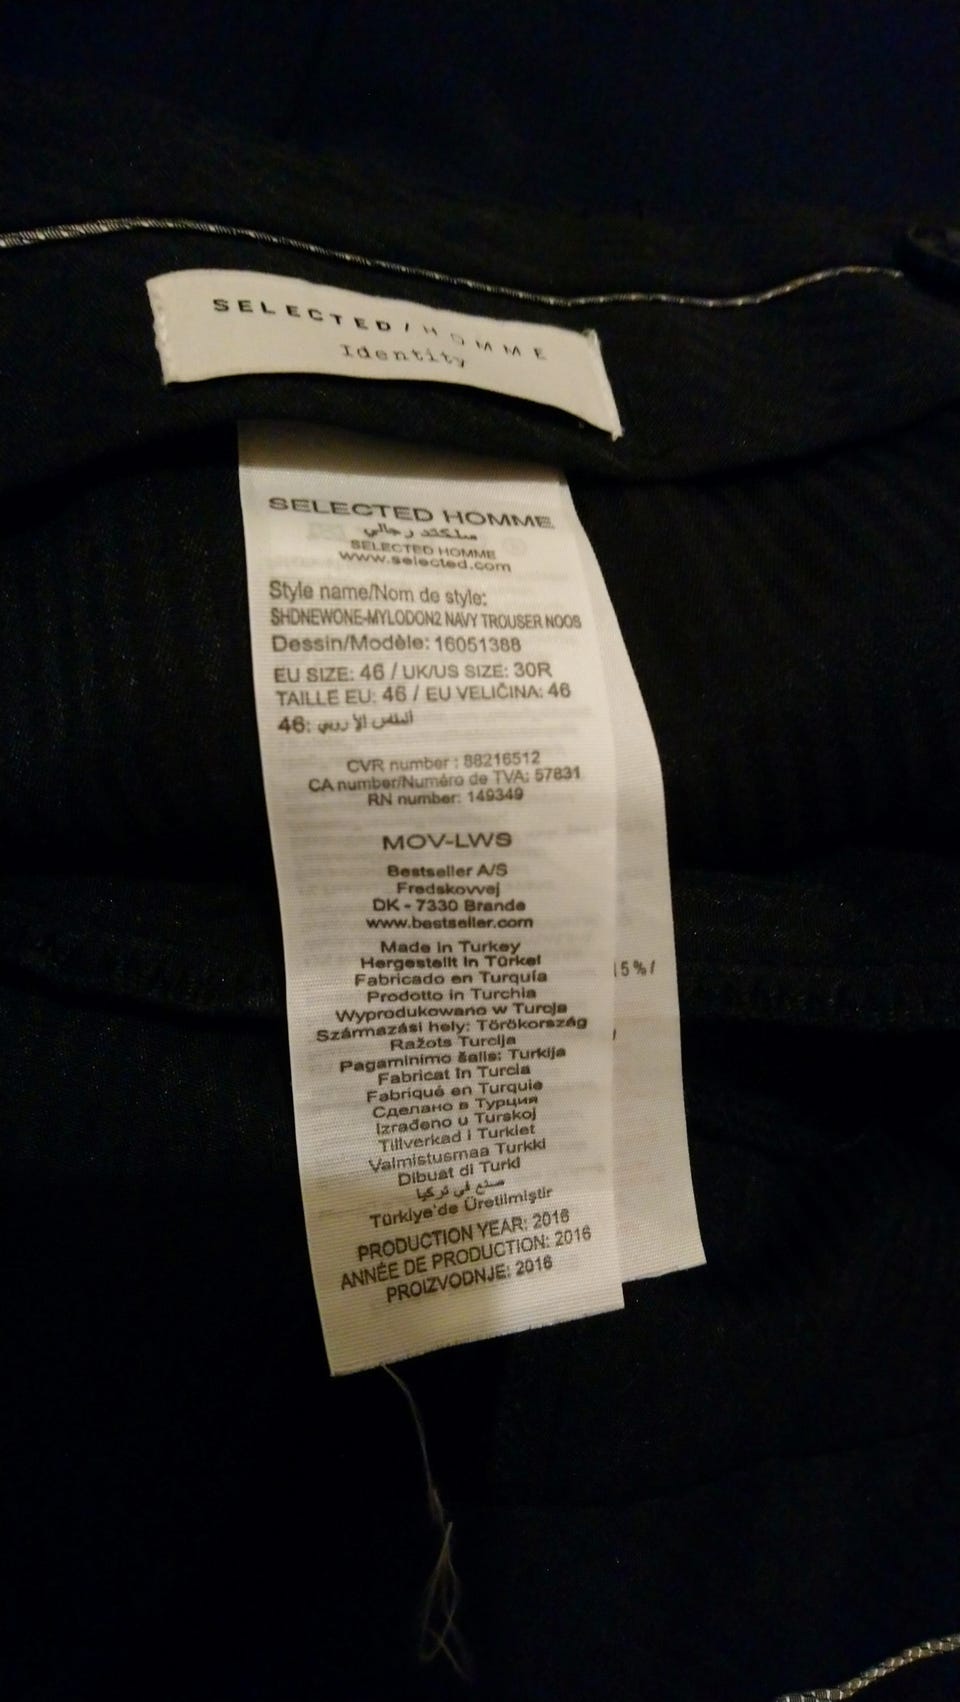 SELECTED/HOMME
Identity
SELECTED HOMME
سلكتد رجالي
SELECTED HOMME
www.selected.com
Style name/Nom de style:
SHDNEWONE-MYLODON2 NAVY TROUSER NOOS
Dessin/Modèle: 16051388
EU SIZE: 46 / UK/US SIZE: 30R
TAILLE EU: 46 / EU VELIČINA: 46
46: المقاس الأروبي
CVR number : 88216512
CA number/Numéro de TVA: 57831
RN number: 149349
MOV-LWS
Bestseller A/S
Fredskovvej
DK - 7330 Brande
www.bestseller.com
Made in Turkey
Hergestellt in Türkei
Fabricado en Turquía
Prodotto in Turchia
Wyprodukowano w Turcja
Származási hely: Törökország
Ražots Turcija
Pagaminimo šalis: Turkija
Fabricat în Turcia
Fabriqué en Turquie
Сделано в Турция
Izrađeno u Turskoj
Tillverkad i Turkiet
Valmistusmaa Turkki
Dibuat di Turki
صنع في تركيا
Türkiye'de Üretilmiştir
PRODUCTION YEAR: 2016
ANNÉE DE PRODUCTION: 2016
PROIZVODNJE: 2016
5%/